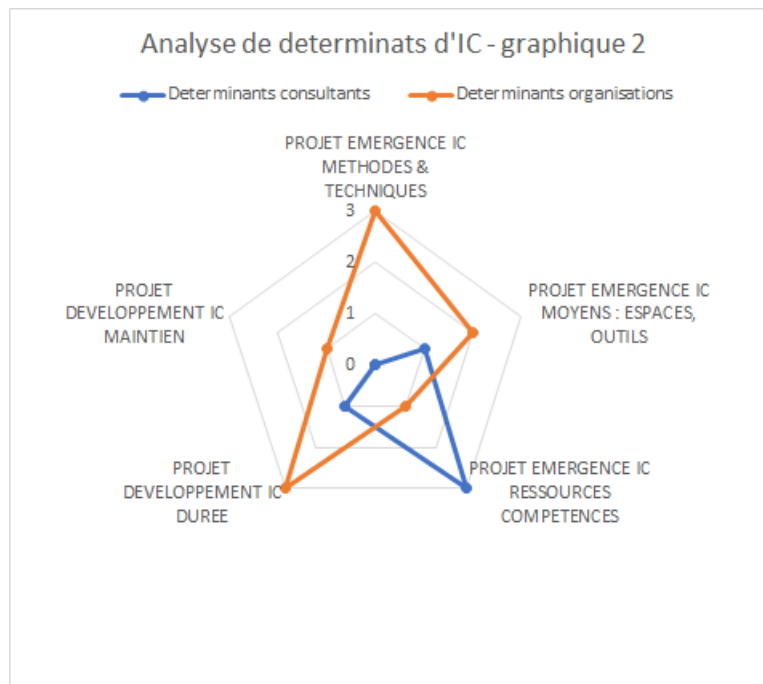 Analyse de determinats d'IC - graphique 2
Determinants consultants
Determinants organisations
PROJET EMERGENCE IC
METHODES &
TECHNIQUES
3
2
1
0
PROJET EMERGENCE IC
MOYENS : ESPACES,
OUTILS
PROJET EMERGENCE IC
RESSOURCES
COMPETENCES
PROJET
DEVELOPPEMENT IC
DUREE
PROJET
DEVELOPPEMENT IC
MAINTIEN